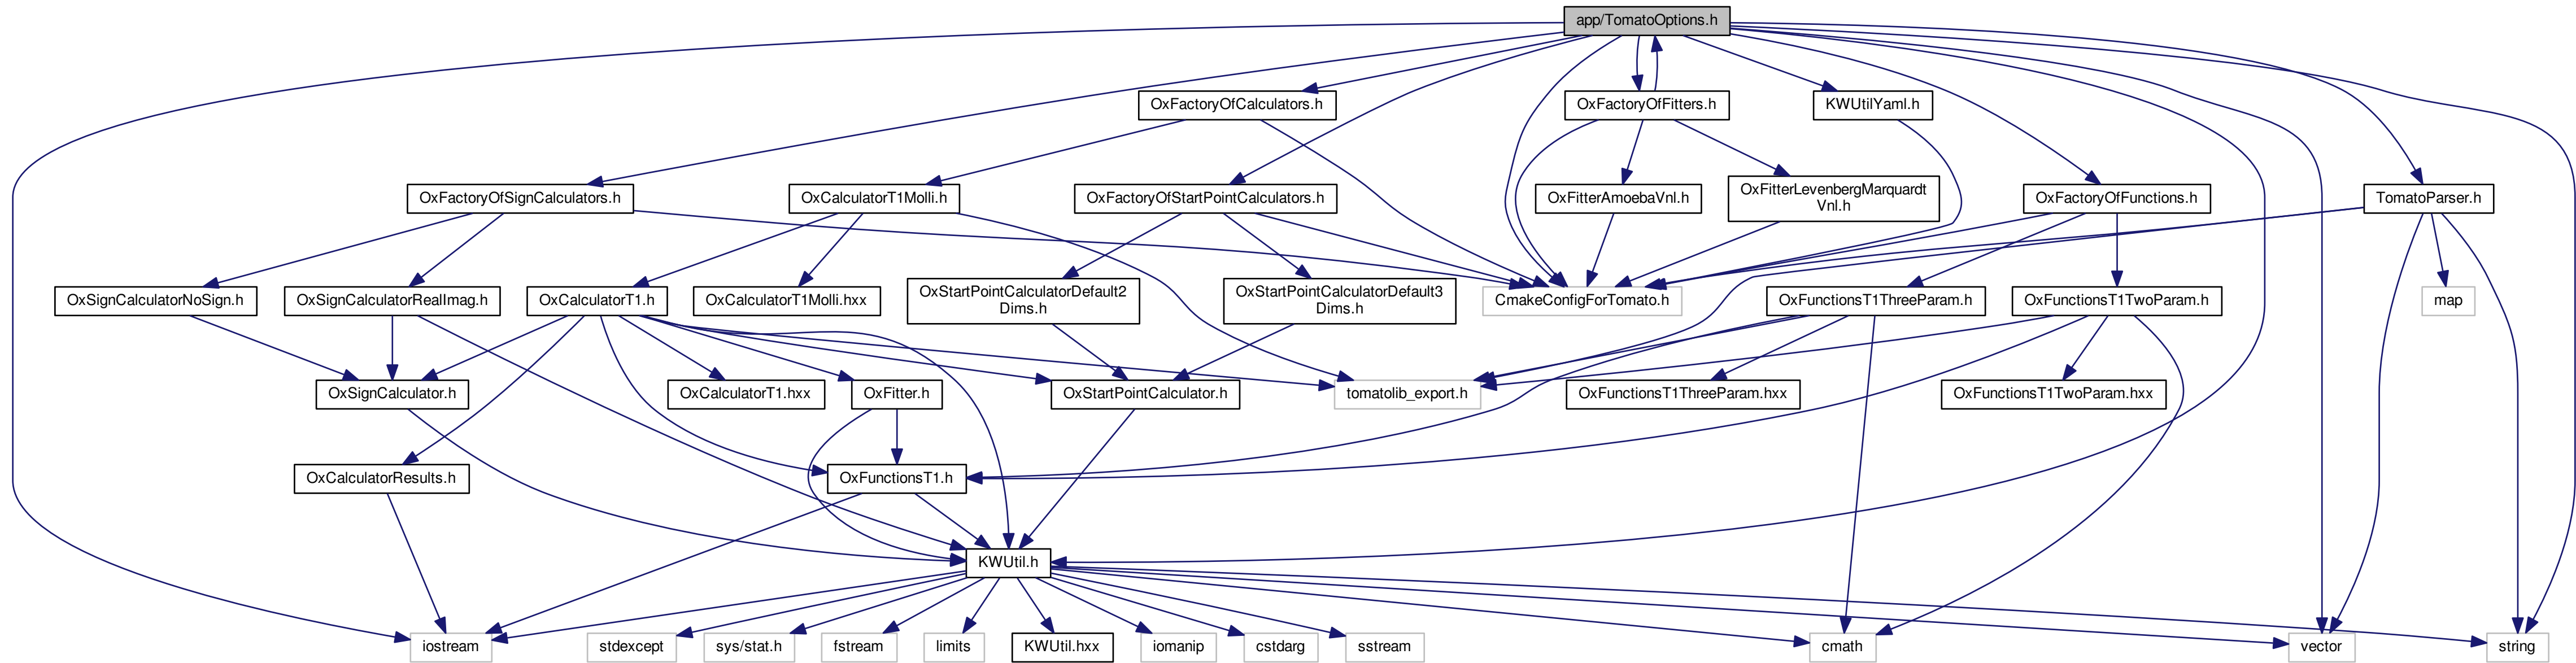 app/TomatoOptions.h
OxFactoryOfCalculators.h
OxFactoryOfFitters.h
KWUtilYaml.h
OxFactoryOfSignCalculators.h
OxCalculatorT1Molli.h
OxFactoryOfStartPointCalculators.h
OxFitterAmoebaVnl.h
OxFitterLevenbergMarquardt
Vnl.h
OxFactoryOfFunctions.h
TomatoParser.h
OxSignCalculatorNoSign.h
OxSignCalculatorRealImag.h
OxCalculatorT1.h
OxCalculatorT1Molli.hxx
OxStartPointCalculatorDefault2
Dims.h
OxStartPointCalculatorDefault3
Dims.h
CmakeConfigForTomato.h
OxFunctionsT1ThreeParam.h
OxFunctionsT1TwoParam.h
map
OxSignCalculator.h
OxCalculatorT1.hxx
OxFitter.h
OxStartPointCalculator.h
tomatolib_export.h
OxFunctionsT1ThreeParam.hxx
OxFunctionsT1TwoParam.hxx
OxCalculatorResults.h
OxFunctionsT1.h
KWUtil.h
iostream
stdexcept
sys/stat.h
fstream
limits
KWUtil.hxx
iomanip
cstdarg
sstream
cmath
vector
string